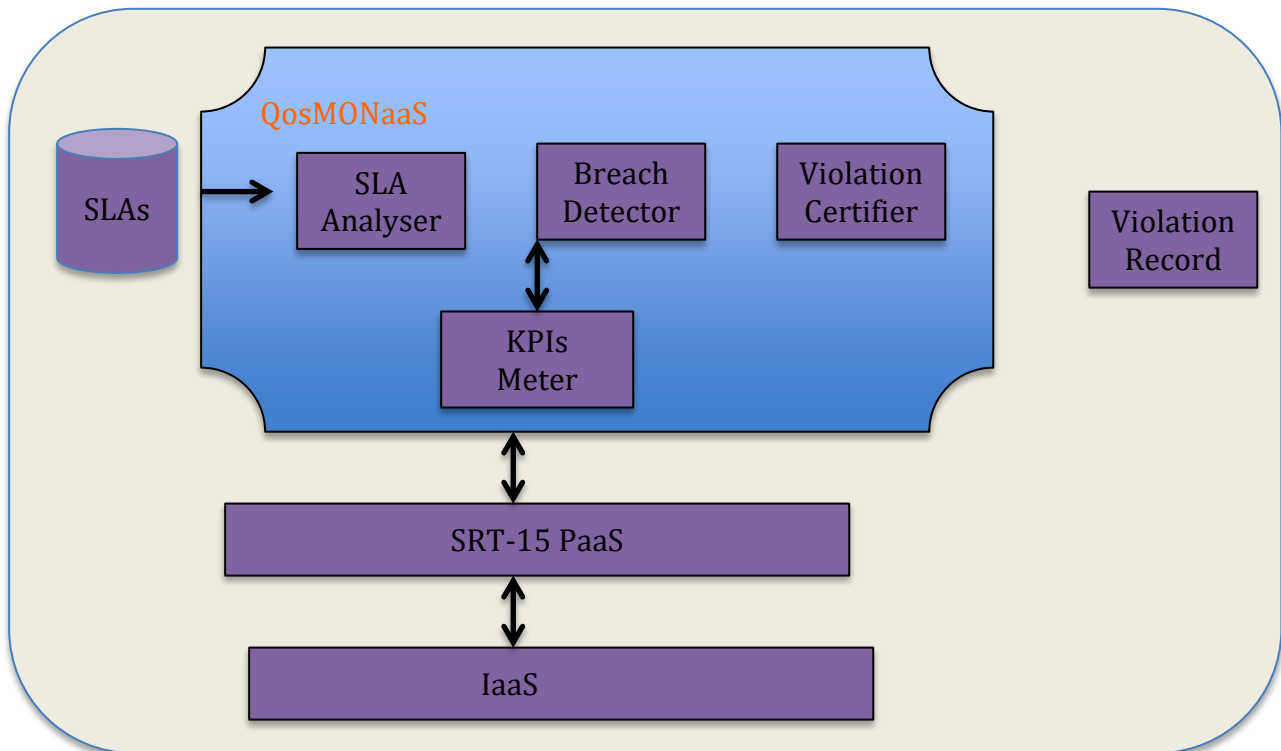 QosMONaaS
SLAs
SLA
Analyser
Breach
Detector
Violation
Certifier
Violation
Record
KPIs
Meter
SRT-15 PaaS
IaaS